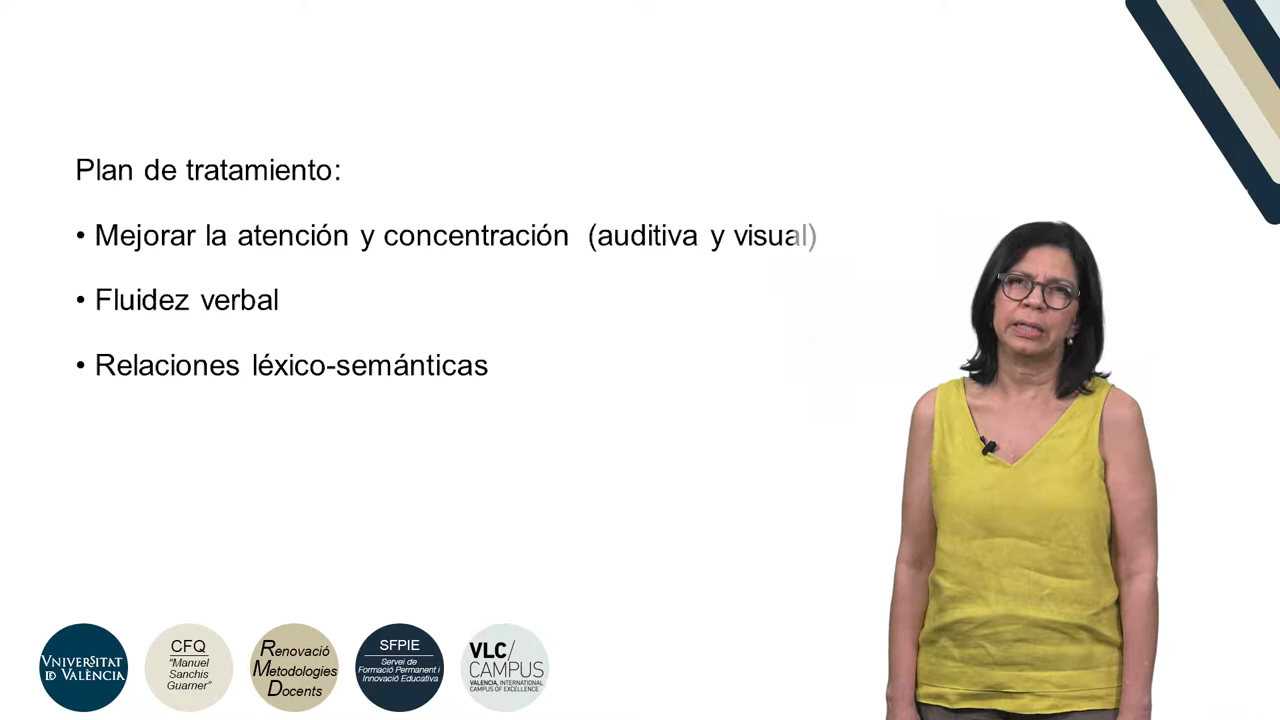 Plan de tratamiento:
• Mejorar la atención y concentración (auditiva y visual)
• Fluidez verbal
• Relaciones léxico-semánticas
VNIVERSITAT
ID VALÈNCIA
CFQ
"Manuel
Sanchis
Guarner"
Renovació
Metodologies
Docents
SFPIE
Servei de
Formació Permanent i
Innovació Educativa
VLC/
CAMPUS
VALENCIA, INTERNATIONAL
CAMPUS OF EXCELLENCE